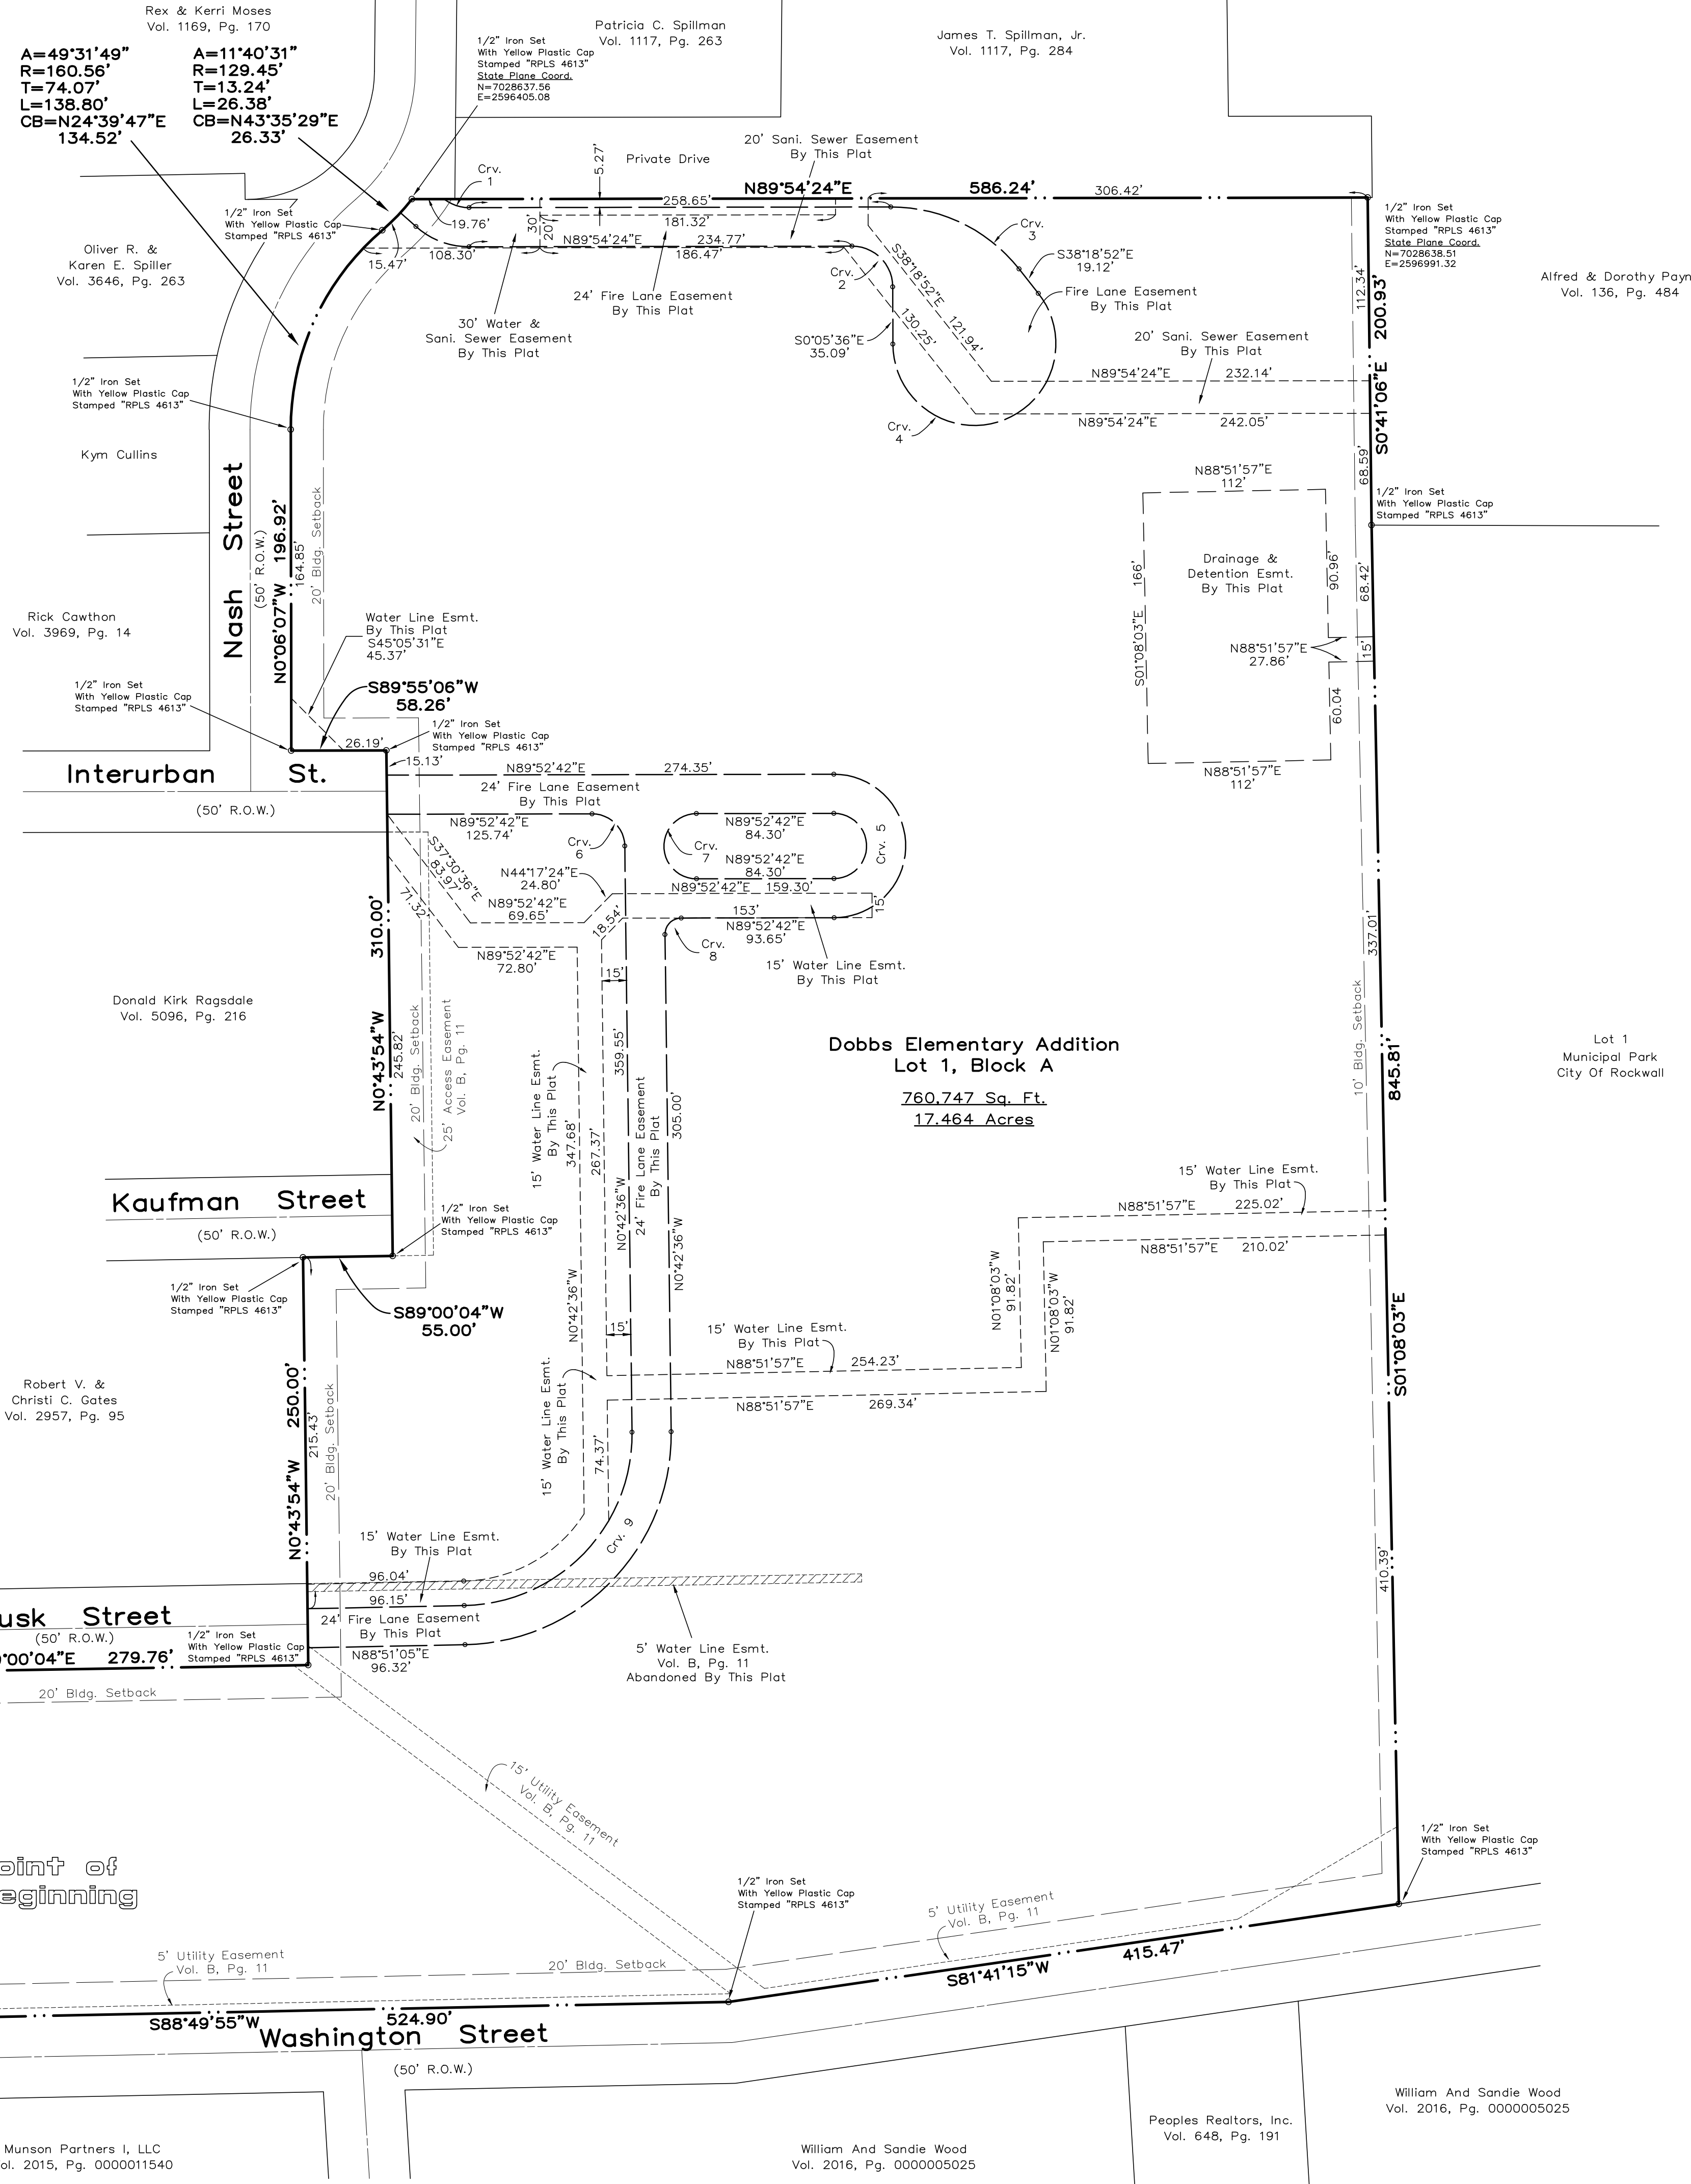 Rex & Kerri Moses
Vol. 1169, Pg. 170
A=49°31'49"
R=160.56'
T=74.07'
L=138.80'
CB=N24°39'47"E
134.52'
A=11°40'31"
R=129.45'
T=13.24'
L=26.38'
CB=N43°35'29"E
26.33'
1/2" Iron Set
With Yellow Plastic Cap
Stamped "RPLS 4613"
State Plane Coord.
N=7028637.56
E=2596405.08
Patricia C. Spillman
Vol. 1117, Pg. 263
James T. Spillman, Jr.
Vol. 1117, Pg. 284
20' Sani. Sewer Easement
By This Plat
Private Drive
5.27'
Crv.
1
N89°54'24"E
586.24'
306.42'
258.65'
19.76'
30'
20'
181.32'
N89°54'24"E
234.77'
108.30'
186.47'
15.47'
1/2" Iron Set
With Yellow Plastic Cap
Stamped "RPLS 4613"
Crv.
3
S38°18'52"E
19.12'
1/2" Iron Set
With Yellow Plastic Cap
Stamped "RPLS 4613"
State Plane Coord.
N=7028638.51
E=2596991.32
Oliver R. &
Karen E. Spiller
Vol. 3646, Pg. 263
Alfred & Dorothy Payn
Vol. 136, Pg. 484
Crv.
2
S38°18'52"E
121.94'
130.25'
Fire Lane Easement
By This Plat
24' Fire Lane Easement
By This Plat
30' Water &
Sani. Sewer Easement
By This Plat
S0°05'36"E
35.09'
20' Sani. Sewer Easement
By This Plat
112.34'
S0°41'06"E 200.93'
N89°54'24"E 232.14'
N89°54'24"E 242.05'
Crv.
4
1/2" Iron Set
With Yellow Plastic Cap
Stamped "RPLS 4613"
Kym Cullins
68.59'
N88°51'57"E
112'
1/2" Iron Set
With Yellow Plastic Cap
Stamped "RPLS 4613"
Nash Street
(50' R.O.W.)
N0°06'07"W 196.92'
164.85'
20' Bldg. Setback
S01°08'03"E 166'
Drainage &
Detention Esmt.
By This Plat
90.96'
68.42'
N88°51'57"E
27.86'
15'
60.04
N88°51'57"E
112'
Rick Cawthon
Vol. 3969, Pg. 14
Water Line Esmt.
By This Plat
S45°05'31"E
45.37'
1/2" Iron Set
With Yellow Plastic Cap
Stamped "RPLS 4613"
S89°55'06"W
58.26'
26.19'
1/2" Iron Set
With Yellow Plastic Cap
Stamped "RPLS 4613"
Interurban St.
(50' R.O.W.)
15.13'
N89°52'42"E 274.35'
24' Fire Lane Easement
By This Plat
N89°52'42"E
125.74'
Crv.
6
Crv.
7
N89°52'42"E
84.30'
N89°52'42"E
84.30'
Crv. 5
S37°30'36"E
83.97'
71.32'
N44°17'24"E
24.80'
N89°52'42"E
69.65'
N89°52'42"E 159.30'
18.54'
153'
15'
N89°52'42"E
93.65'
N89°52'42"E
72.80'
Crv.
8
15' Water Line Esmt.
By This Plat
15'
Donald Kirk Ragsdale
Vol. 5096, Pg. 216
N0°43'54"W 310.00'
245.82'
20' Bldg. Setback
25' Access Easement
Vol. B, Pg. 11
15' Water Line Esmt.
By This Plat
347.68'
267.37'
359.55'
N0°42'36"W
24' Fire Lane Easement
By This Plat
305.00'
N0°42'36"W
N0°42'36"W
Dobbs Elementary Addition
Lot 1, Block A
760,747 Sq. Ft.
17.464 Acres
337.01'
10' Bldg. Setback
845.81'
S01°08'03"E
Lot 1
Municipal Park
City Of Rockwall
Kaufman Street
(50' R.O.W.)
1/2" Iron Set
With Yellow Plastic Cap
Stamped "RPLS 4613"
1/2" Iron Set
With Yellow Plastic Cap
Stamped "RPLS 4613"
S89°00'04"W
55.00'
15' Water Line Esmt.
By This Plat
N88°51'57"E 225.02'
N88°51'57"E 210.02'
N01°08'03"W
91.82'
N01°08'03"W
91.82'
15'
15' Water Line Esmt.
By This Plat
N88°51'57"E 254.23'
N88°51'57"E 269.34'
15' Water Line Esmt.
By This Plat
74.37'
Robert V. &
Christi C. Gates
Vol. 2957, Pg. 95
N0°43'54"W 250.00'
215.43'
20' Bldg. Setback
Crv. 9
410.39'
15' Water Line Esmt.
By This Plat
96.04'
96.15'
24' Fire Lane Easement
By This Plat
N88°51'05"E
96.32'
usk Street
(50' R.O.W.)
°00'04"E 279.76'
1/2" Iron Set
With Yellow Plastic Cap
Stamped "RPLS 4613"
20' Bldg. Setback
5' Water Line Esmt.
Vol. B, Pg. 11
Abandoned By This Plat
15' Utility Easement
Vol. B, Pg. 11
oint of
eginning
1/2" Iron Set
With Yellow Plastic Cap
Stamped "RPLS 4613"
1/2" Iron Set
With Yellow Plastic Cap
Stamped "RPLS 4613"
5' Utility Easement
Vol. B, Pg. 11
5' Utility Easement
Vol. B, Pg. 11
20' Bldg. Setback
S81°41'15"W 415.47'
S88°49'55"W 524.90'
Washington Street
(50' R.O.W.)
Munson Partners I, LLC
ol. 2015, Pg. 0000011540
William And Sandie Wood
Vol. 2016, Pg. 0000005025
Peoples Realtors, Inc.
Vol. 648, Pg. 191
William And Sandie Wood
Vol. 2016, Pg. 0000005025